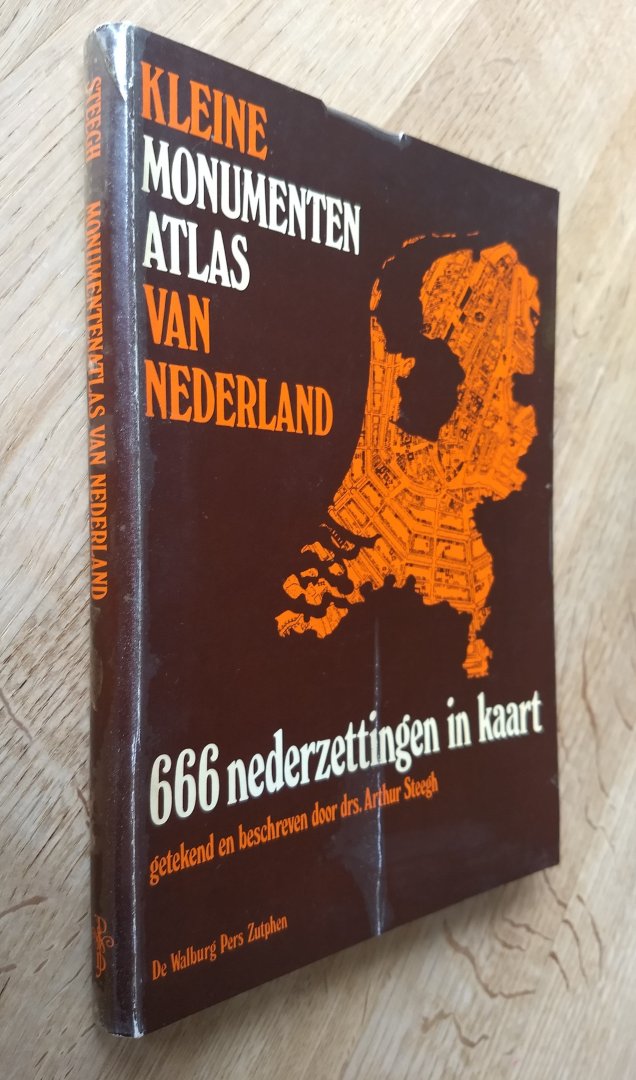 KLEINE
MONUMENTEN
ATLAS
VAN
NEDERLAND
666 nederzettingen in kaart
getekend en beschreven door drs. Arthur Steegh
De Walburg Pers Zutphen
STEEGH MONUMENTENATLAS VAN NEDERLAND